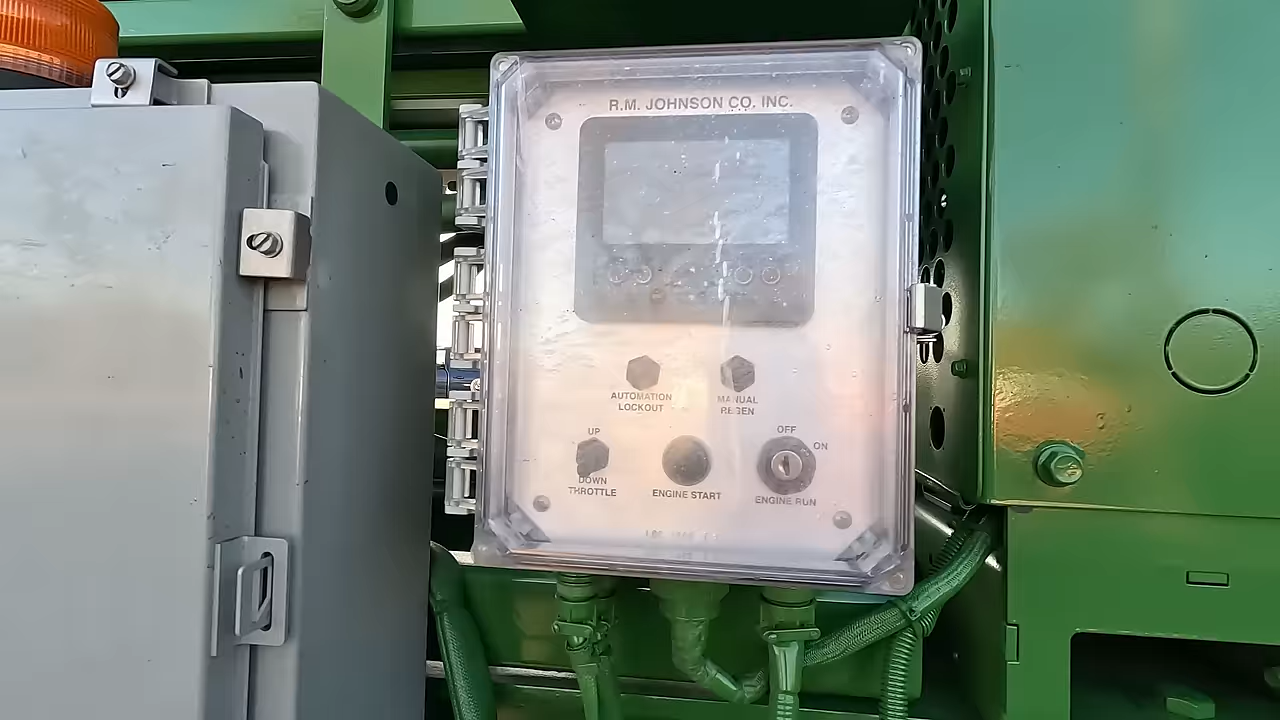 R.M. JOHNSON CO. INC.
AUTOMATION
LOCKOUT
MANUAL
REGEN
UP
DOWN
THROTTLE
ENGINE START
OFF
ON
ENGINE RUN